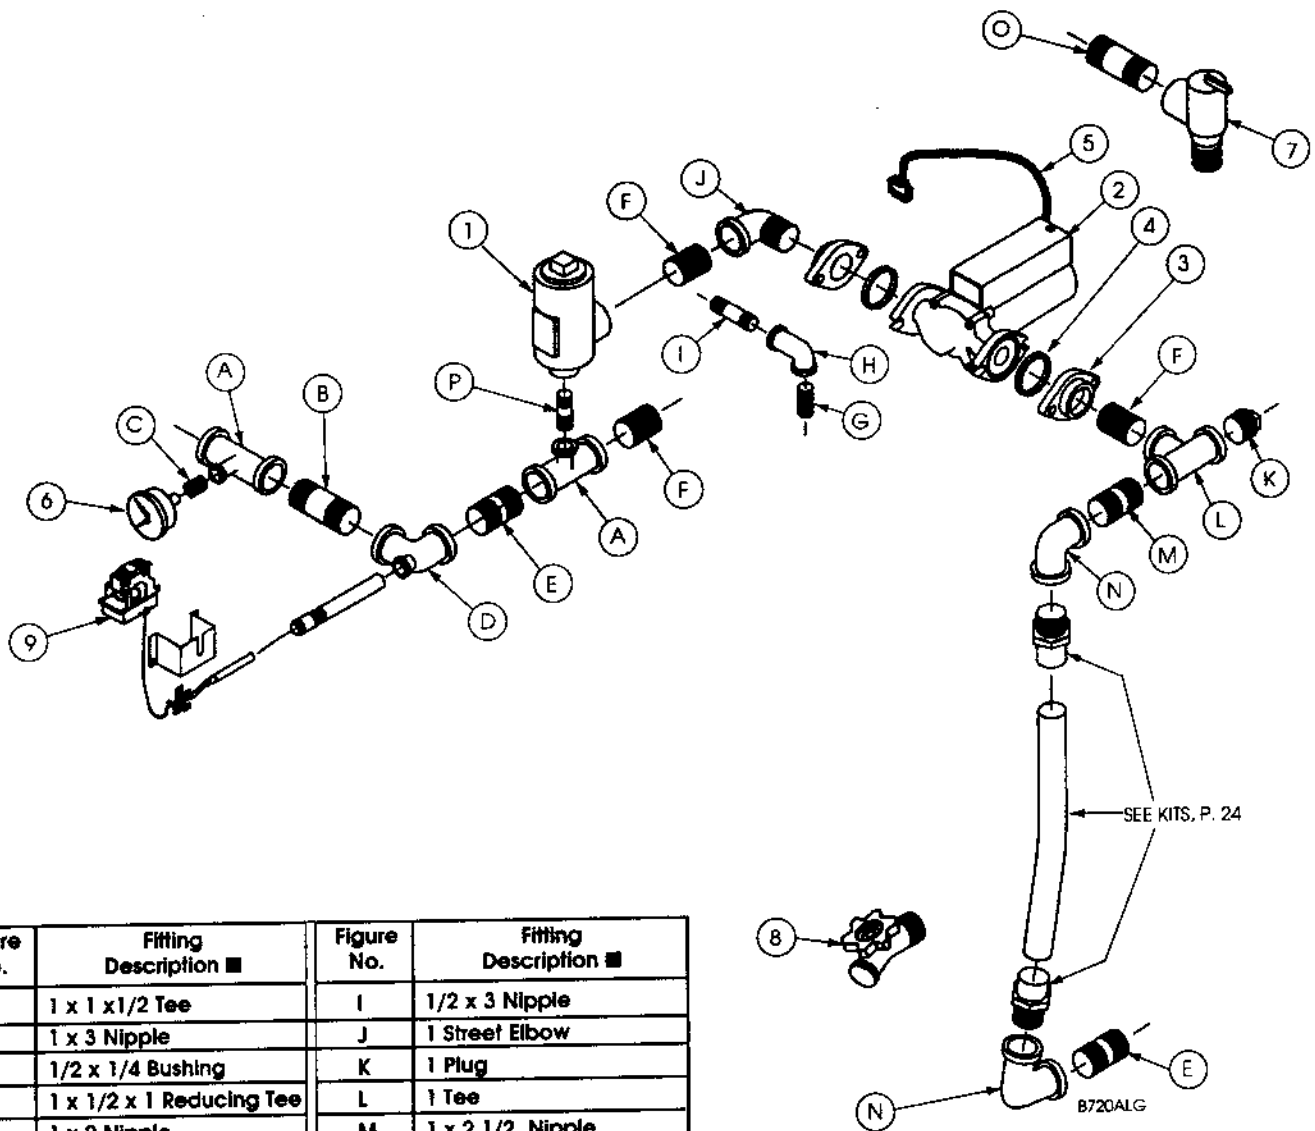 O
7
5
J
2
F
4
1
3
I
H
F
A
P
B
G
C
K
6
F
L
A
M
E
N
D
9
SEE KITS, P. 24
8
E
N
B720ALG
re Fitting Figure Fitting
. Description ■ No. Description ■
1 x 1 x1/2 Tee I 1/2 x 3 Nipple
1 x 3 Nipple J 1 Street Elbow
1/2 x 1/4 Bushing K 1 Plug
1 x 1/2 x 1 Reducing Tee L 1 Tee
M 1 x 2 1/2 Nipple